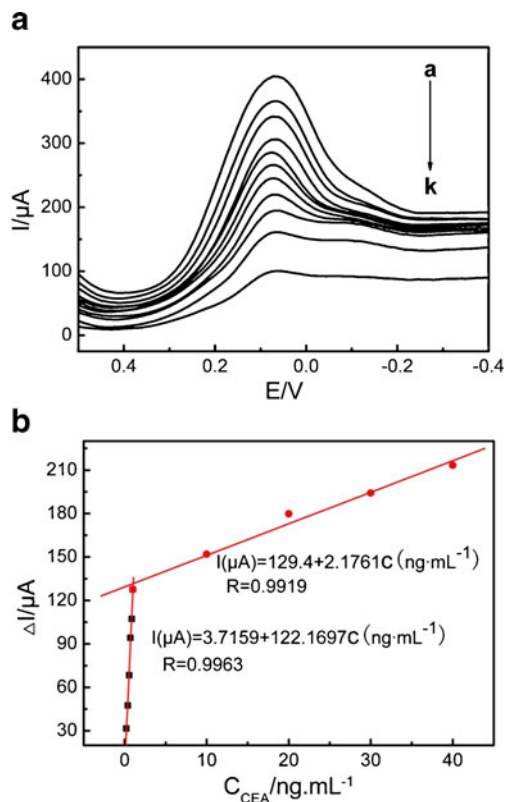 a
400
300
200
100
0
I/μA
a
k
0.4 0.2 0.0 -0.2 -0.4
E/V
b
210
180
150
120
90
60
30
ΔI/μA
I(μA)=129.4+2.1761C (ng·mL⁻¹)
R=0.9919
I(μA)=3.7159+122.1697C (ng·mL⁻¹)
R=0.9963
0 10 20 30 40
C_CEA/ng.mL⁻¹